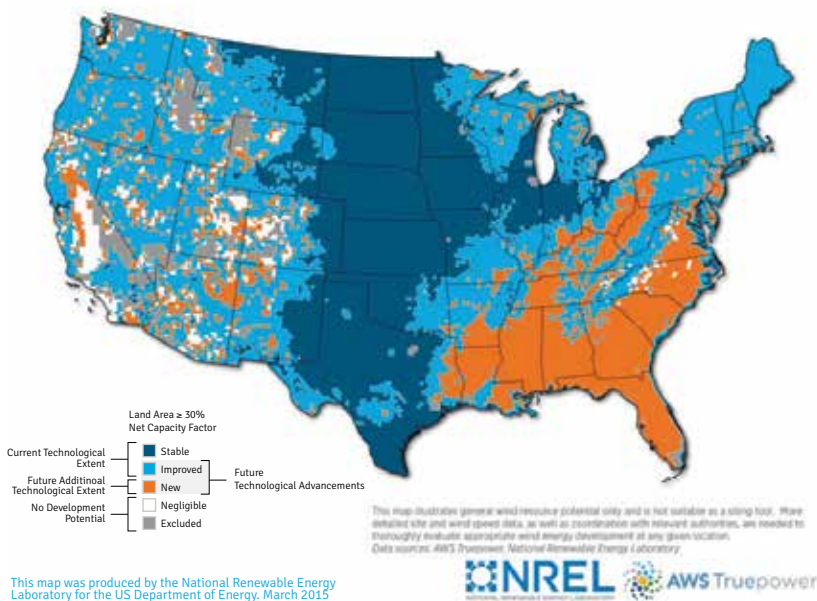 Land Area ≥ 30%
Net Capacity Factor
Current Technological
Extent
Stable
Improved
Future Additinoal
Technological Extent
New
Future
Technological Advancements
No Development
Potential
Negligible
Excluded
This map illustrates general wind resource potential only and is not suitable as a siting tool. More
detailed site and wind speed data, as well as coordination with relevant authorities, are needed to
thoroughly evaluate appropriate wind energy development at any given location.
Data sources: AWS Truepower, National Renewable Energy Laboratory
This map was produced by the National Renewable Energy
Laboratory for the US Department of Energy. March 2015
NREL
NATIONAL RENEWABLE ENERGY LABORATORY
AWS Truepower